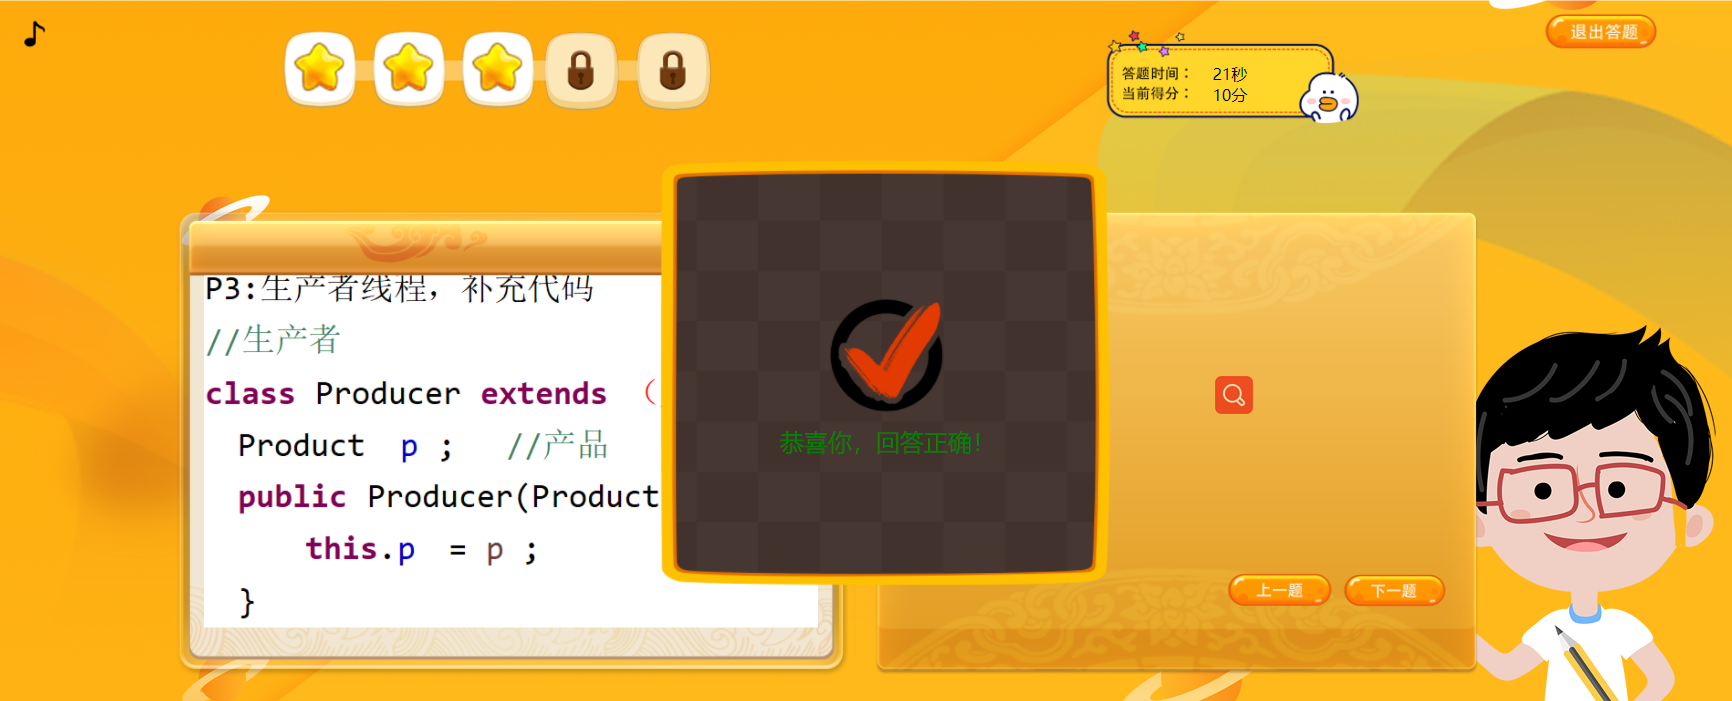 退出答题
答题时间： 21秒
当前得分： 10分
P3:生产者线程，补充代码
//生产者
class Producer extends （
Product p ; //产品
public Producer(Product
this.p = p ;
}
恭喜你，回答正确！
上一题 下一题